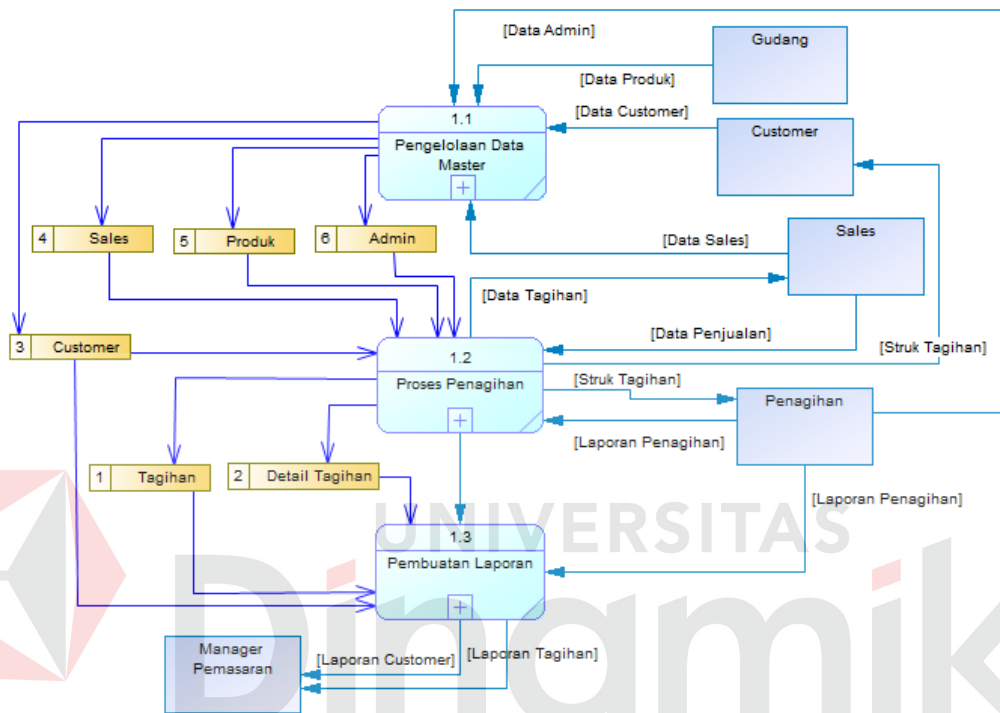 [Data Admin]
Gudang
[Data Produk]
[Data Customer]
1.1
Pengelolaan Data
Master
Customer
4 Sales
5 Produk
6 Admin
[Data Sales]
Sales
[Data Tagihan]
[Data Penjualan]
3 Customer
1.2
Proses Penagihan
[Struk Tagihan]
[Struk Tagihan]
Penagihan
[Laporan Penagihan]
1 Tagihan
2 Detail Tagihan
[Laporan Penagihan]
UNIVERSITAS
Dinamik
1.3
Pembuatan Laporan
Manager
Pemasaran
[Laporan Customer]
[Laporan Tagihan]